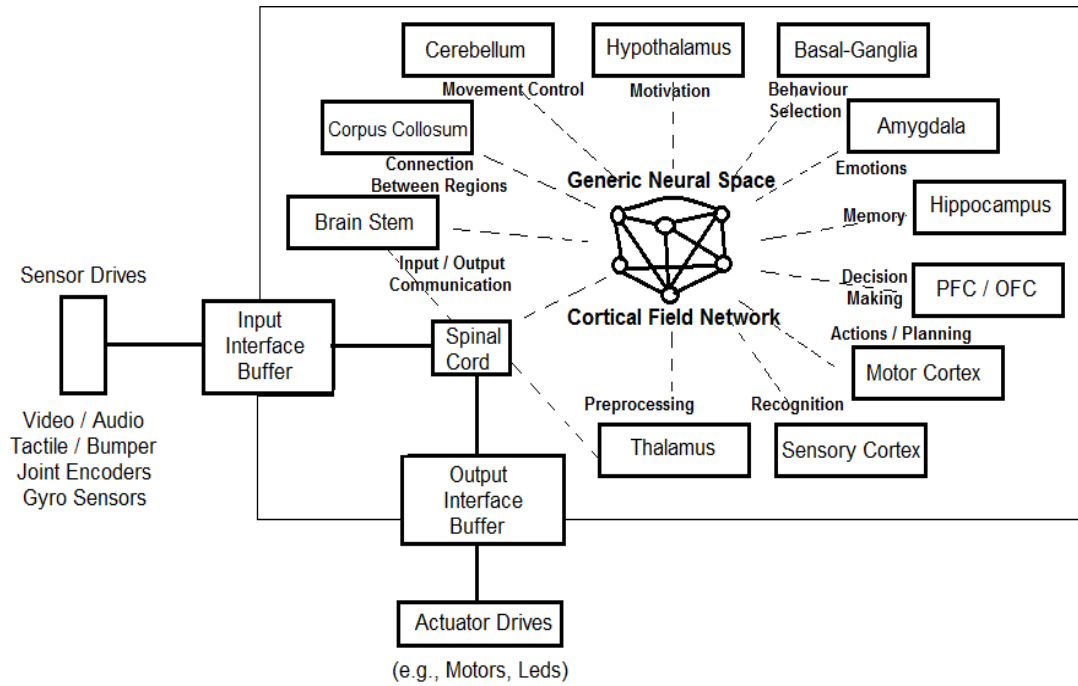 Cerebellum
Movement Control
Hypothalamus
Motivation
Basal-Ganglia
Behaviour
Selection
Corpus Collosum
Connection
Between Regions
Amygdala
Emotions
Generic Neural Space
Brain Stem
Memory
Hippocampus
Input / Output
Communication
Decision
Making
PFC / OFC
Cortical Field Network
Sensor Drives
Input
Interface
Buffer
Spinal
Cord
Actions / Planning
Motor Cortex
Preprocessing
Thalamus
Recognition
Sensory Cortex
Video / Audio
Tactile / Bumper
Joint Encoders
Gyro Sensors
Output
Interface
Buffer
Actuator Drives
(e.g., Motors, Leds)